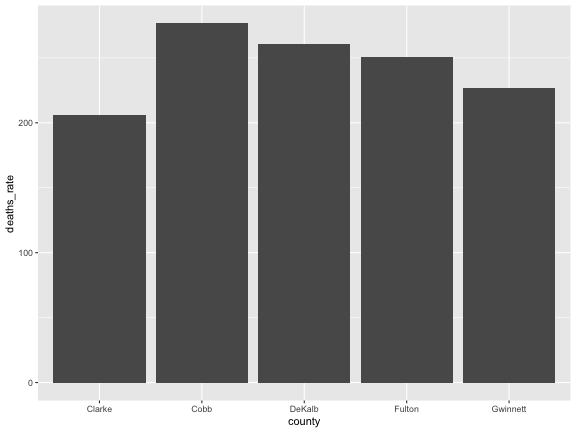 deaths_rate
200
100
0
Clarke
Cobb
DeKalb
Fulton
Gwinnett
county